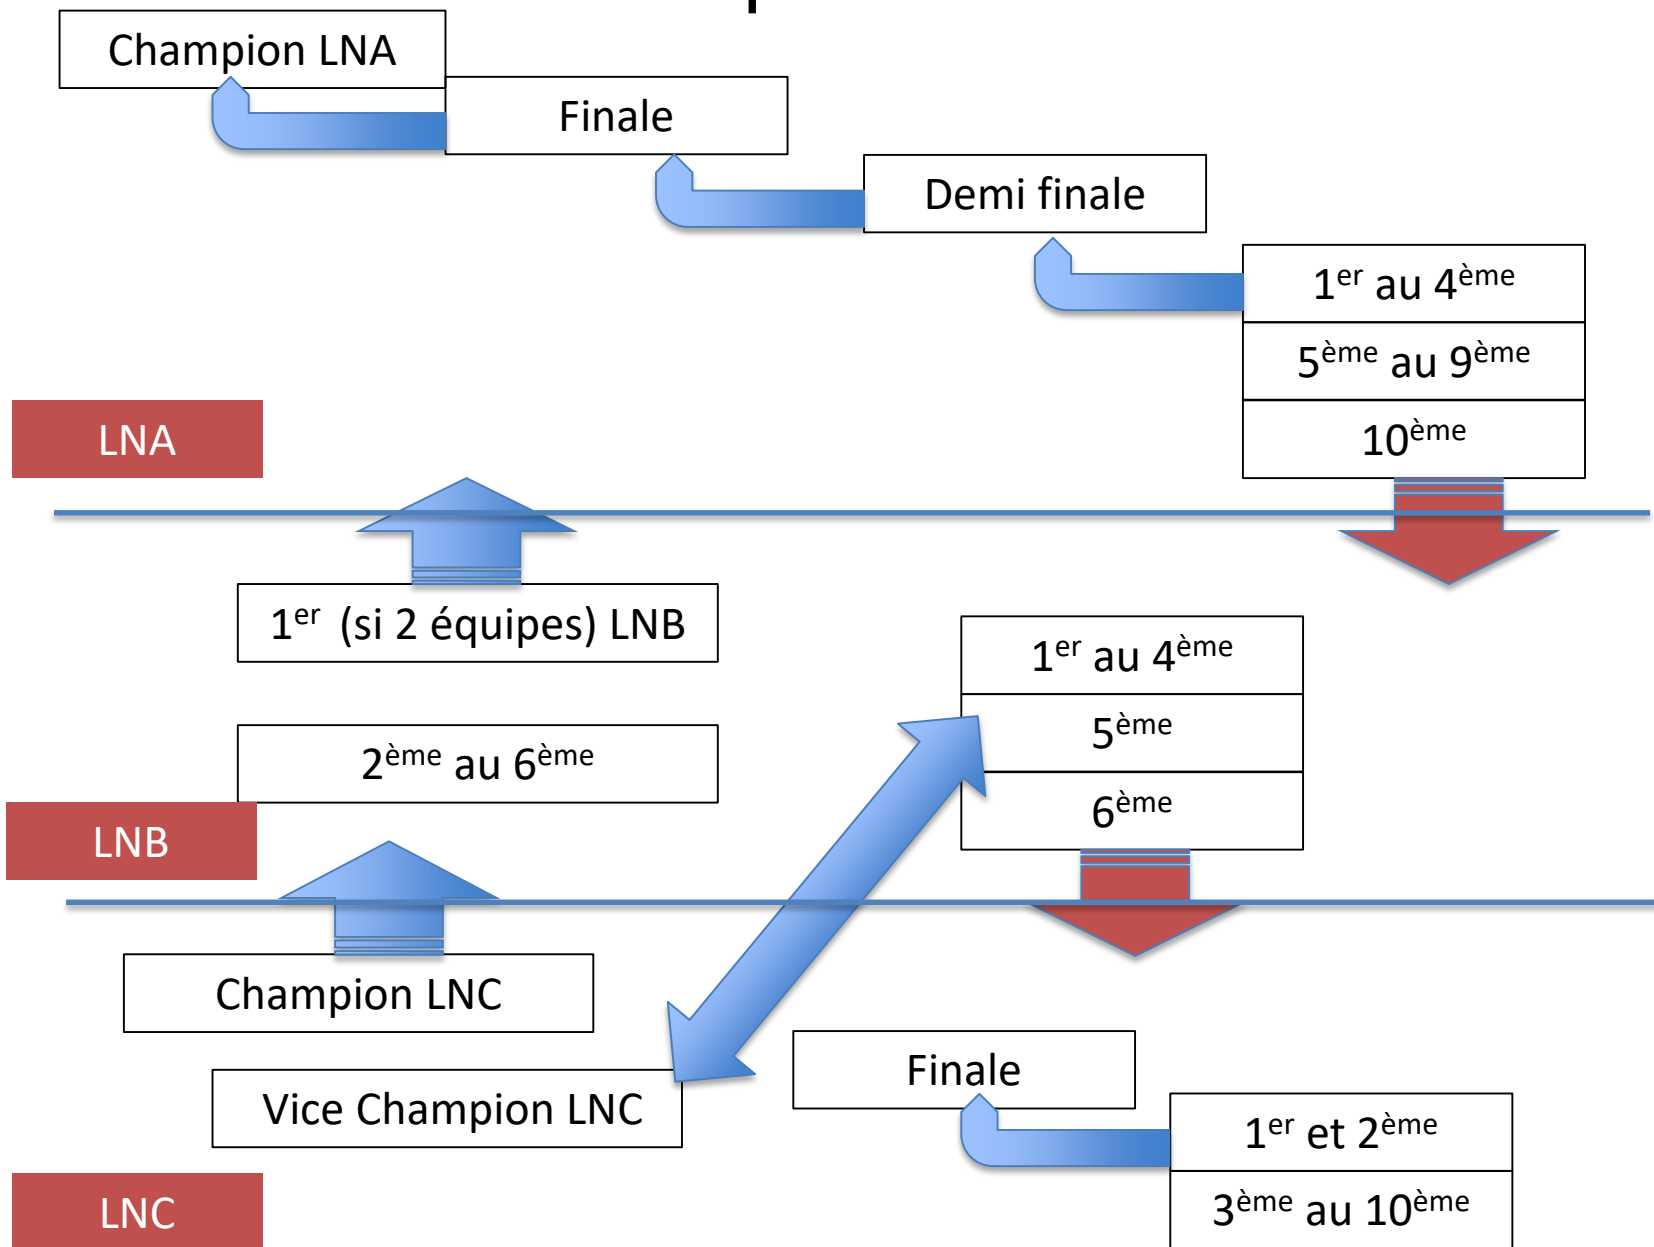 Champion LNA
Finale
Demi finale
1er au 4ème
5ème au 9ème
10ème
LNA
1er (si 2 équipes) LNB
1er au 4ème
5ème
6ème
2ème au 6ème
LNB
Champion LNC
Vice Champion LNC
Finale
1er et 2ème
3ème au 10ème
LNC